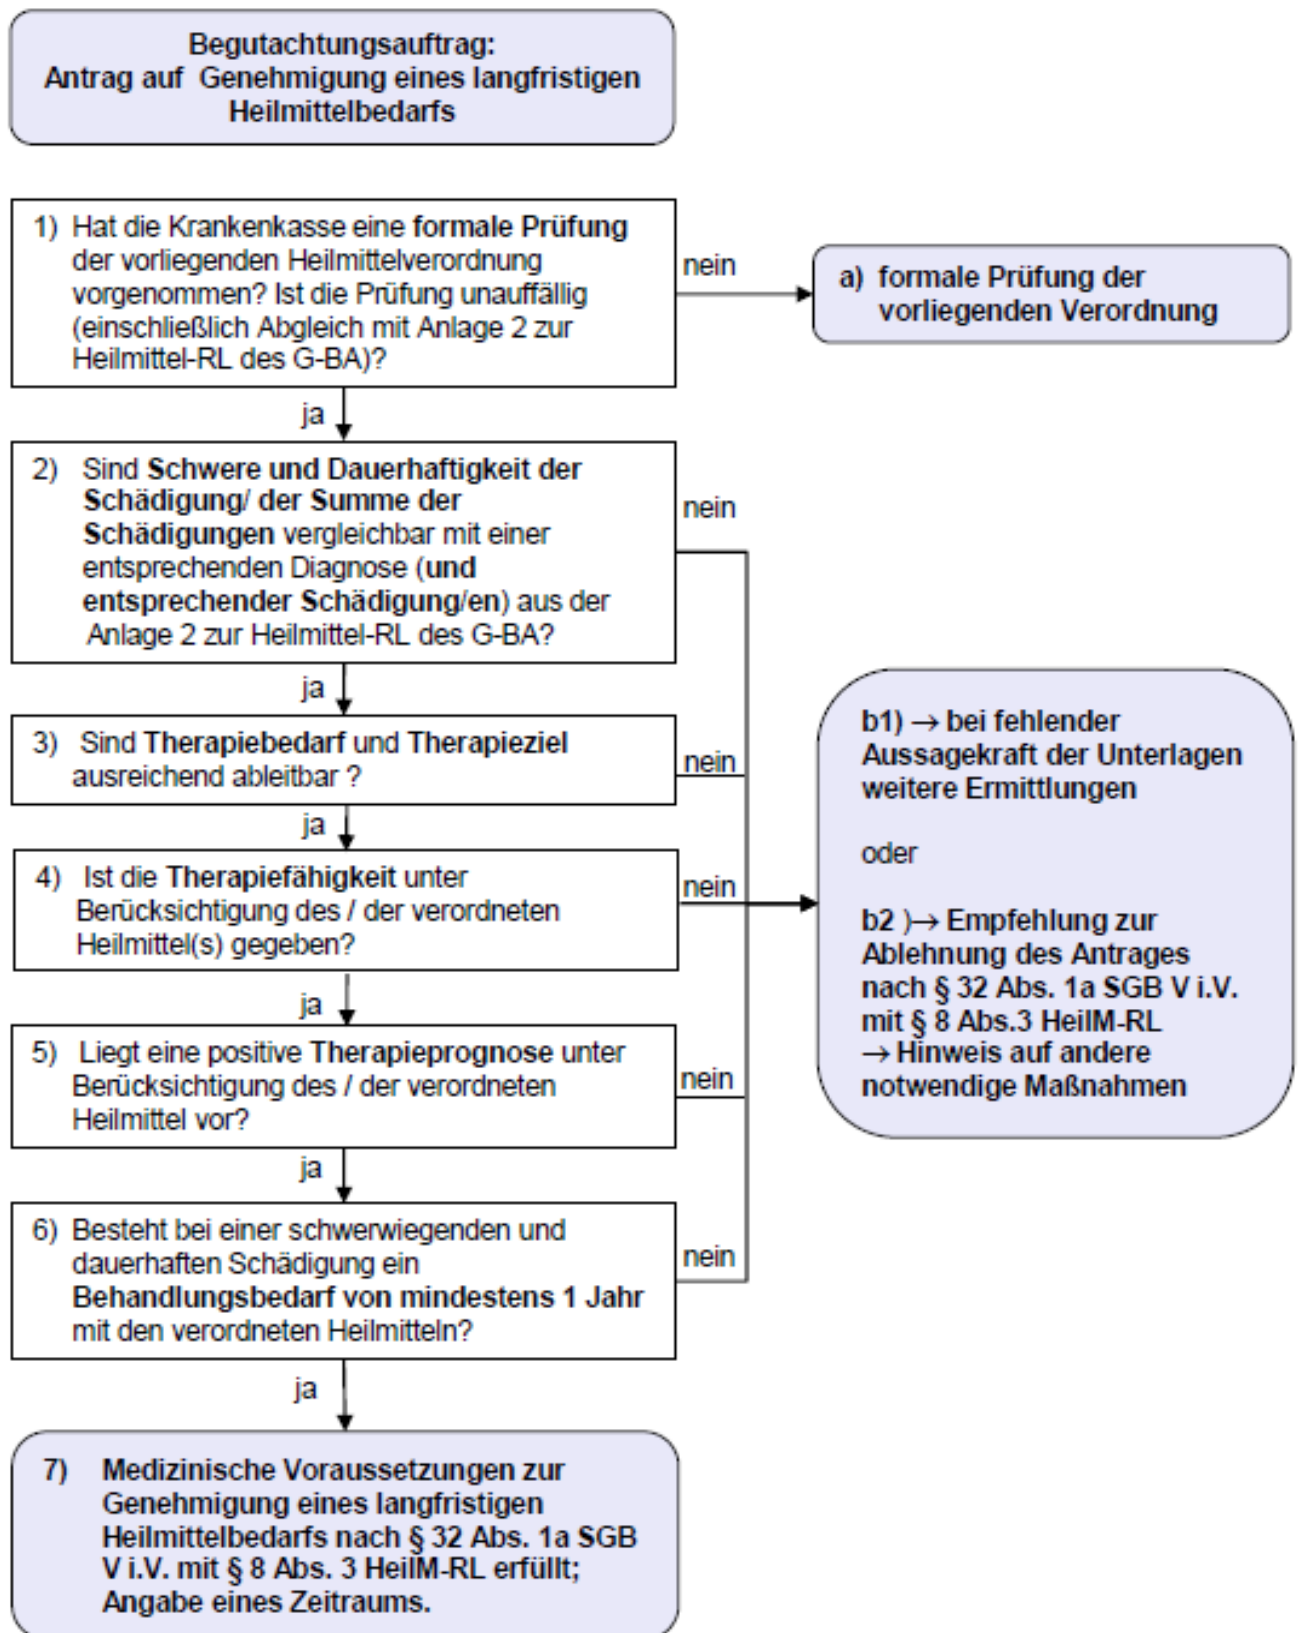 Begutachtungsauftrag:
Antrag auf Genehmigung eines langfristigen
Heilmittelbedarfs
1) Hat die Krankenkasse eine formale Prüfung
der vorliegenden Heilmittelverordnung
vorgenommen? Ist die Prüfung unauffällig
(einschließlich Abgleich mit Anlage 2 zur
Heilmittel-RL des G-BA)?
nein
a) formale Prüfung der
vorliegenden Verordnung
ja
2) Sind Schwere und Dauerhaftigkeit der
Schädigung/ der Summe der
Schädigungen vergleichbar mit einer
entsprechenden Diagnose (und
entsprechender Schädigung/en) aus der
Anlage 2 zur Heilmittel-RL des G-BA?
nein
ja
3) Sind Therapiebedarf und Therapieziel
ausreichend ableitbar ?
nein
ja
4) Ist die Therapiefähigkeit unter
Berücksichtigung des / der verordneten
Heilmittel(s) gegeben?
nein
ja
5) Liegt eine positive Therapieprognose unter
Berücksichtigung des / der verordneten
Heilmittel vor?
nein
ja
6) Besteht bei einer schwerwiegenden und
dauerhaften Schädigung ein
Behandlungsbedarf von mindestens 1 Jahr
mit den verordneten Heilmitteln?
nein
ja
b1) → bei fehlender
Aussagekraft der Unterlagen
weitere Ermittlungen
oder
b2 )→ Empfehlung zur
Ablehnung des Antrages
nach § 32 Abs. 1a SGB V i.V.
mit § 8 Abs.3 HeilM-RL
→ Hinweis auf andere
notwendige Maßnahmen
7) Medizinische Voraussetzungen zur
Genehmigung eines langfristigen
Heilmittelbedarfs nach § 32 Abs. 1a SGB
V i.V. mit § 8 Abs. 3 HeilM-RL erfüllt;
Angabe eines Zeitraums.